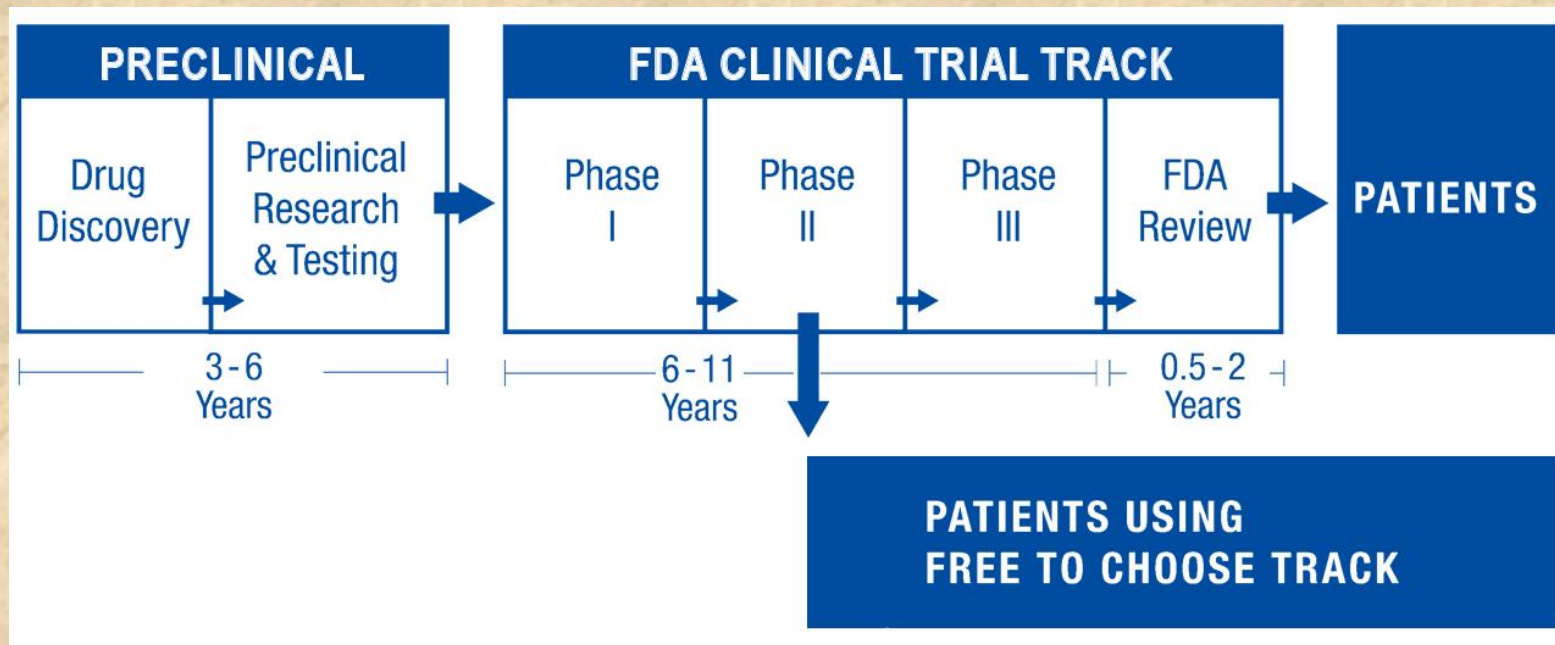 PRECLINICAL
Drug
Discovery
Preclinical
Research
& Testing
3-6
Years
FDA CLINICAL TRIAL TRACK
Phase
I
Phase
II
Phase
III
FDA
Review
6-11
Years
0.5-2
Years
PATIENTS
PATIENTS USING
FREE TO CHOOSE TRACK